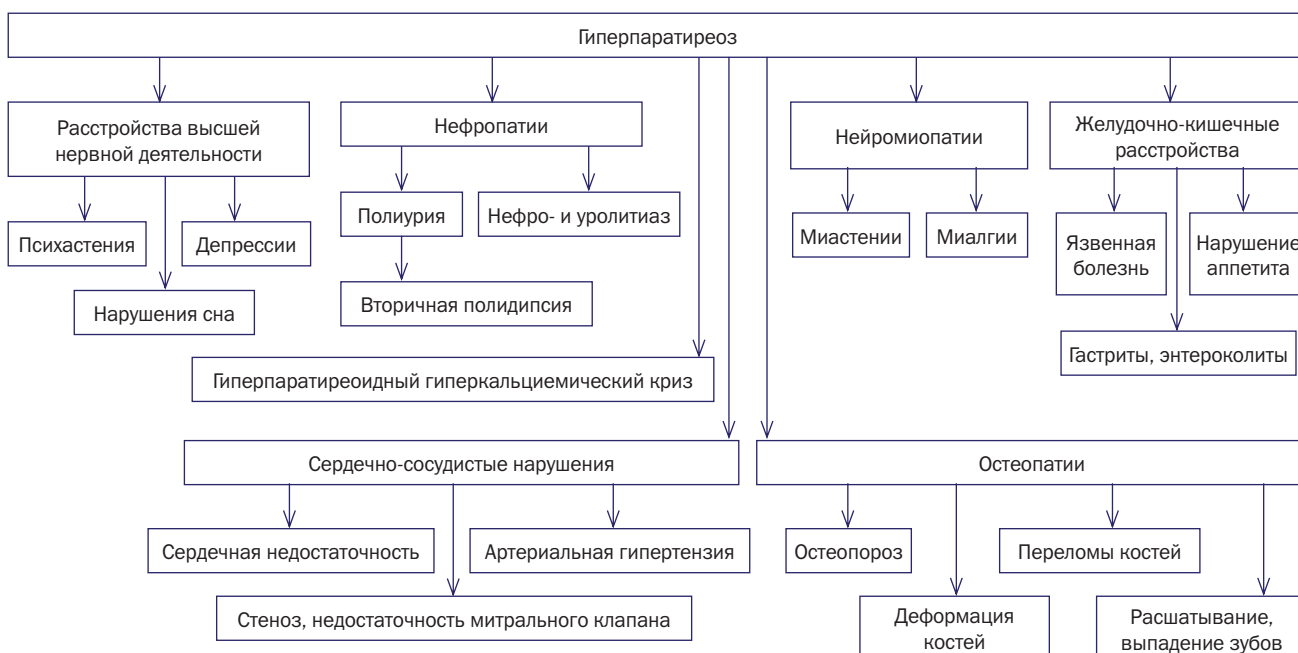 Гиперпаратиреоз
Расстройства высшей
нервной деятельности
Нефропатии
Нейромиопатии
Желудочно-кишечные
расстройства
Психастения
Депрессии
Нарушения сна
Полиурия
Нефро- и уролитиаз
Вторичная полидипсия
Миастении
Миалгии
Язвенная
болезнь
Нарушение
аппетита
Гастриты, энтероколиты
Гиперпаратиреоидный гиперкальциемический криз
Сердечно-сосудистые нарушения
Остеопатии
Сердечная недостаточность
Артериальная гипертензия
Стеноз, недостаточность митрального клапана
Остеопороз
Переломы костей
Деформация
костей
Расшатывание,
выпадение зубов